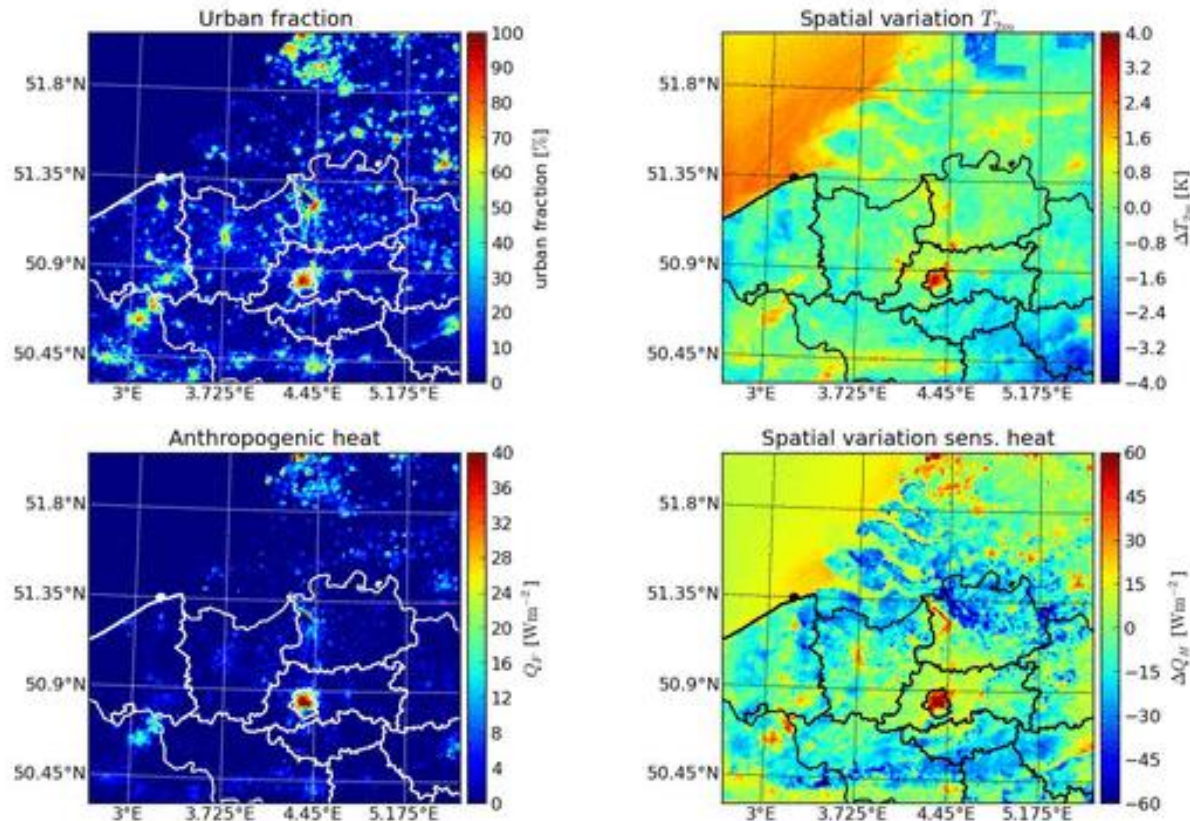 Urban fraction
51.8°N
51.35°N
50.9°N
50.45°N
3°E 3.725°E 4.45°E 5.175°E
100
90
80
70
60
50
40
30
20
10
0
urban fraction [%]
Spatial variation T2m
51.8°N
51.35°N
50.9°N
50.45°N
3°E 3.725°E 4.45°E 5.175°E
4.0
3.2
2.4
1.6
0.8
0.0
−0.8
−1.6
−2.4
−3.2
−4.0
ΔT2m [K]
Anthropogenic heat
51.8°N
51.35°N
50.9°N
50.45°N
3°E 3.725°E 4.45°E 5.175°E
40
36
32
28
24
20
16
12
8
4
0
QF [Wm−2]
Spatial variation sens. heat
51.8°N
51.35°N
50.9°N
50.45°N
3°E 3.725°E 4.45°E 5.175°E
60
45
30
15
0
−15
−30
−45
−60
ΔQH [Wm−2]